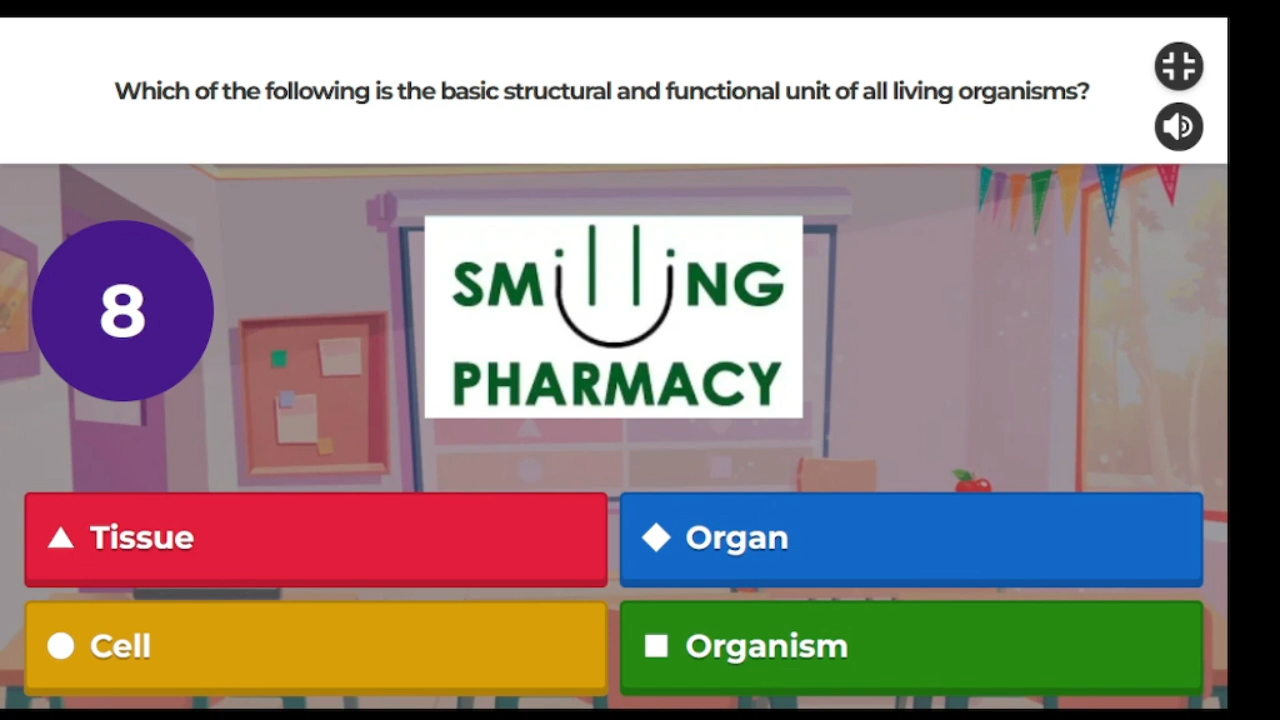 Which of the following is the basic structural and functional unit of all living organisms?
8
SMiLLiNG
PHARMACY
Tissue
Organ
Cell
Organism